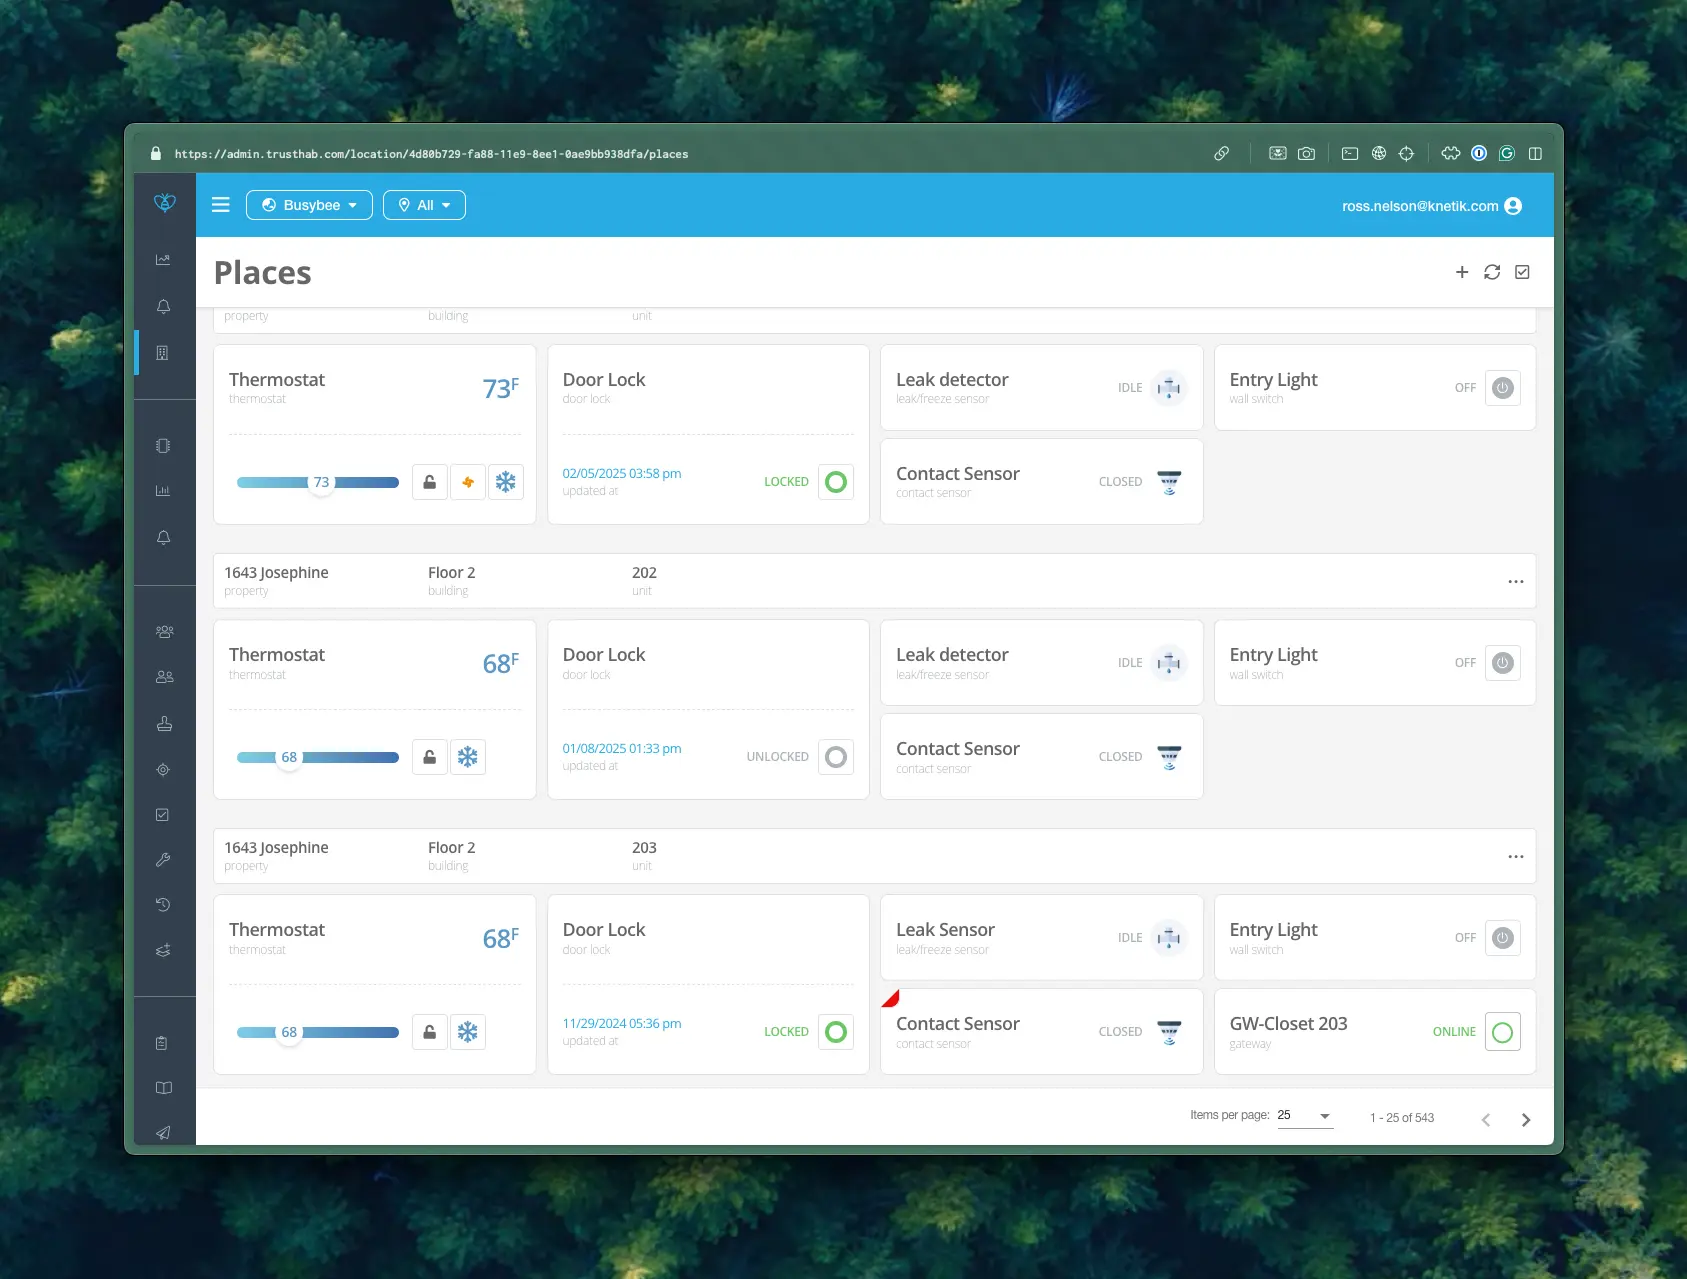 https://admin.trusthab.com/location/4d80b729-fa88-11e9-8ee1-0ae9bb938dfa/places
Busybee All ross.nelson@knetik.com
Places
property building unit
Thermostat
thermostat
73F
73
Door Lock
door lock
02/05/2025 03:58 pm
updated at
LOCKED
Leak detector
leak/freeze sensor
IDLE
Contact Sensor
contact sensor
CLOSED
Entry Light
wall switch
OFF
1643 Josephine Floor 2 202
property building unit
Thermostat
thermostat
68F
68
Door Lock
door lock
01/08/2025 01:33 pm
updated at
UNLOCKED
Leak detector
leak/freeze sensor
IDLE
Contact Sensor
contact sensor
CLOSED
Entry Light
wall switch
OFF
1643 Josephine Floor 2 203
property building unit
Thermostat
thermostat
68F
68
Door Lock
door lock
11/29/2024 05:36 pm
updated at
LOCKED
Leak Sensor
leak/freeze sensor
IDLE
Contact Sensor
contact sensor
CLOSED
Entry Light
wall switch
OFF
GW-Closet 203
gateway
ONLINE
Items per page: 25 1 - 25 of 543